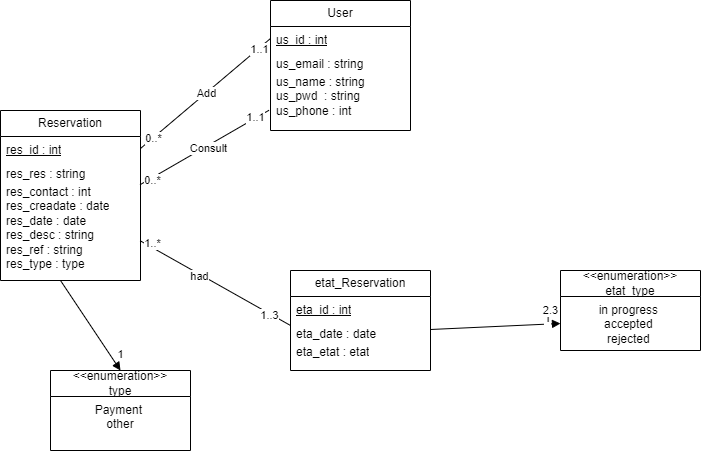 User
us_id : int
us_email : string
us_name : string
us_pwd : string
us_phone : int
1..1
Add
0..*
1..1
Consult
0..*
Reservation
res_id : int
res_res : string
res_contact : int
res_creadate : date
res_date : date
res_desc : string
res_ref : string
res_type : type
1..*
had
1..3
etat_Reservation
eta_id : int
eta_date : date
eta_etat : etat
2.3
<<enumeration>>
etat_type
in progress
accepted
rejected
1
<<enumeration>>
type
Payment
other